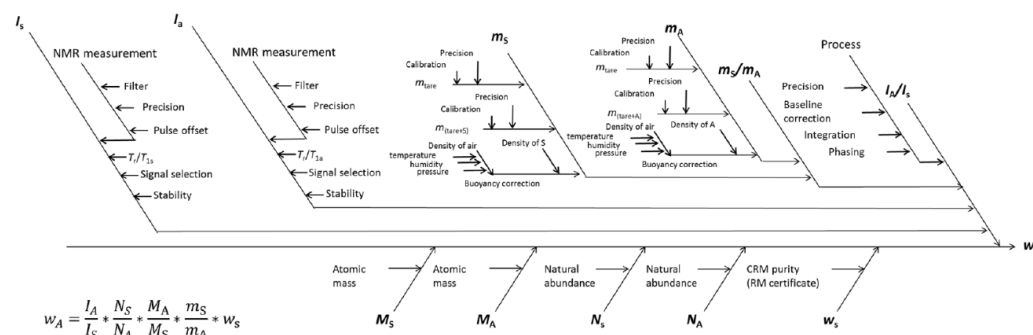 Is
Ia
NMR measurement
Filter
Precision
Pulse offset
Tr/T1s
Signal selection
Stability
NMR measurement
Filter
Precision
Pulse offset
Tr/T1a
Signal selection
Stability
mS
Precision
Calibration
mtare
Precision
Calibration
m(tare+S)
Density of air
Density of S
temperature
humidity
pressure
Buoyancy correction
mA
Precision
Calibration
mtare
Precision
Calibration
m(tare+A)
Density of air
Density of A
temperature
humidity
pressure
Buoyancy correction
mS/mA
Process
IA/Is
Precision
Baseline
correction
Integration
Phasing
w
Atomic
mass
Atomic
mass
Natural
abundance
Natural
abundance
CRM purity
(RM certificate)
MS
MA
Ns
NA
ws
wA = IA/IS * NS/NA * MA/MS * mS/mA * ws